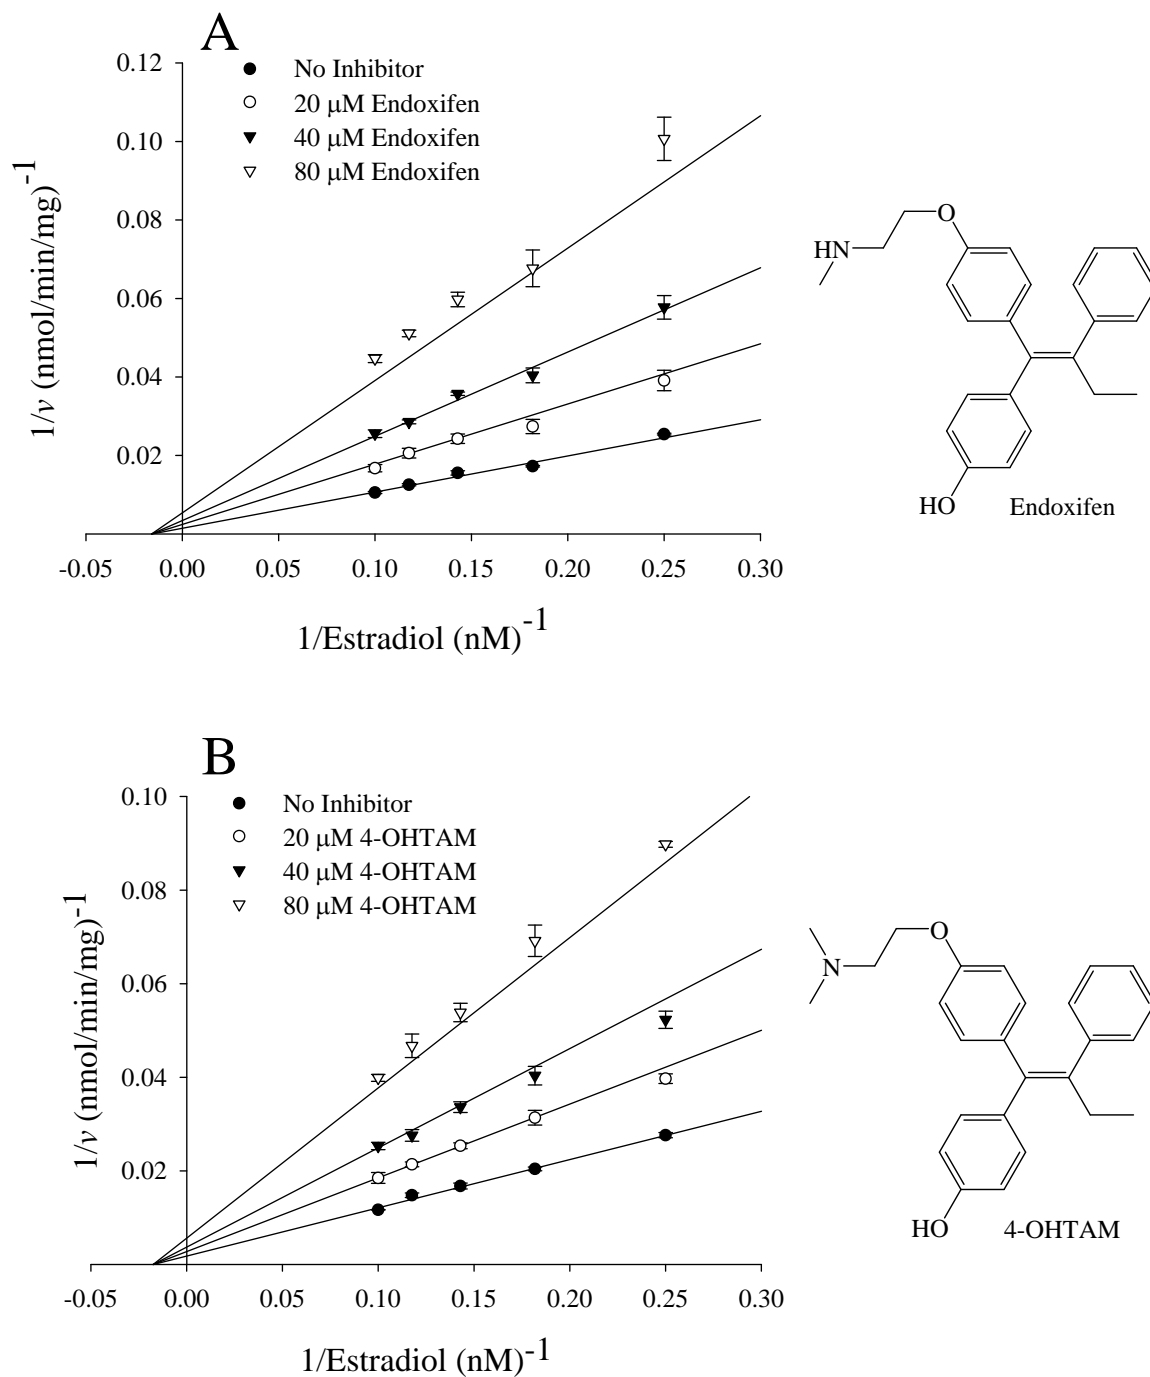 A
0.12
0.10
0.08
0.06
0.04
0.02
1/v (nmol/min/mg)-1
No Inhibitor
20 μM Endoxifen
40 μM Endoxifen
80 μM Endoxifen
-0.05 0.00 0.05 0.10 0.15 0.20 0.25 0.30
1/Estradiol (nM)-1
O
HN
HO
Endoxifen
B
0.10
0.08
0.06
0.04
0.02
1/v (nmol/min/mg)-1
No Inhibitor
20 μM 4-OHTAM
40 μM 4-OHTAM
80 μM 4-OHTAM
-0.05 0.00 0.05 0.10 0.15 0.20 0.25 0.30
1/Estradiol (nM)-1
O
N
HO
4-OHTAM